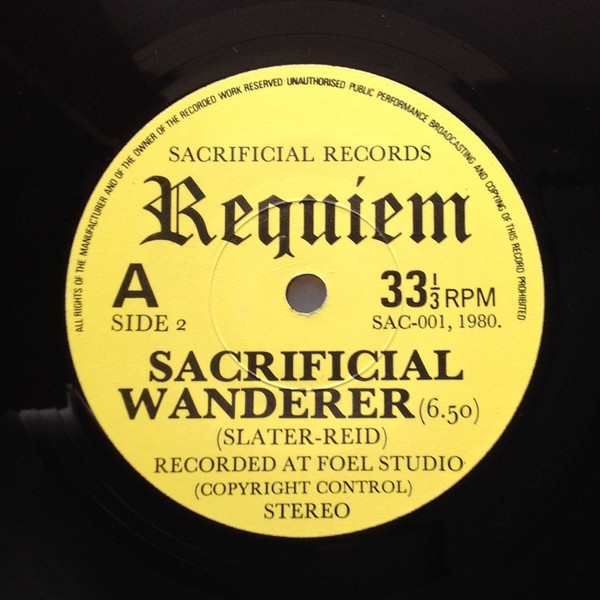 ALL RIGHTS OF THE MANUFACTURER AND OF THE OWNER OF THE RECORDED WORK RESERVED UNAUTHORISED PUBLIC PERFORMANCE BROADCASTING AND COPYING OF THIS RECORD PROHIBITED
SACRIFICIAL RECORDS
Requiem
A 33 1/3 RPM
SIDE 2 SAC-001, 1980.
SACRIFICIAL
WANDERER (6.50)
(SLATER-REID)
RECORDED AT FOEL STUDIO
(COPYRIGHT CONTROL)
STEREO